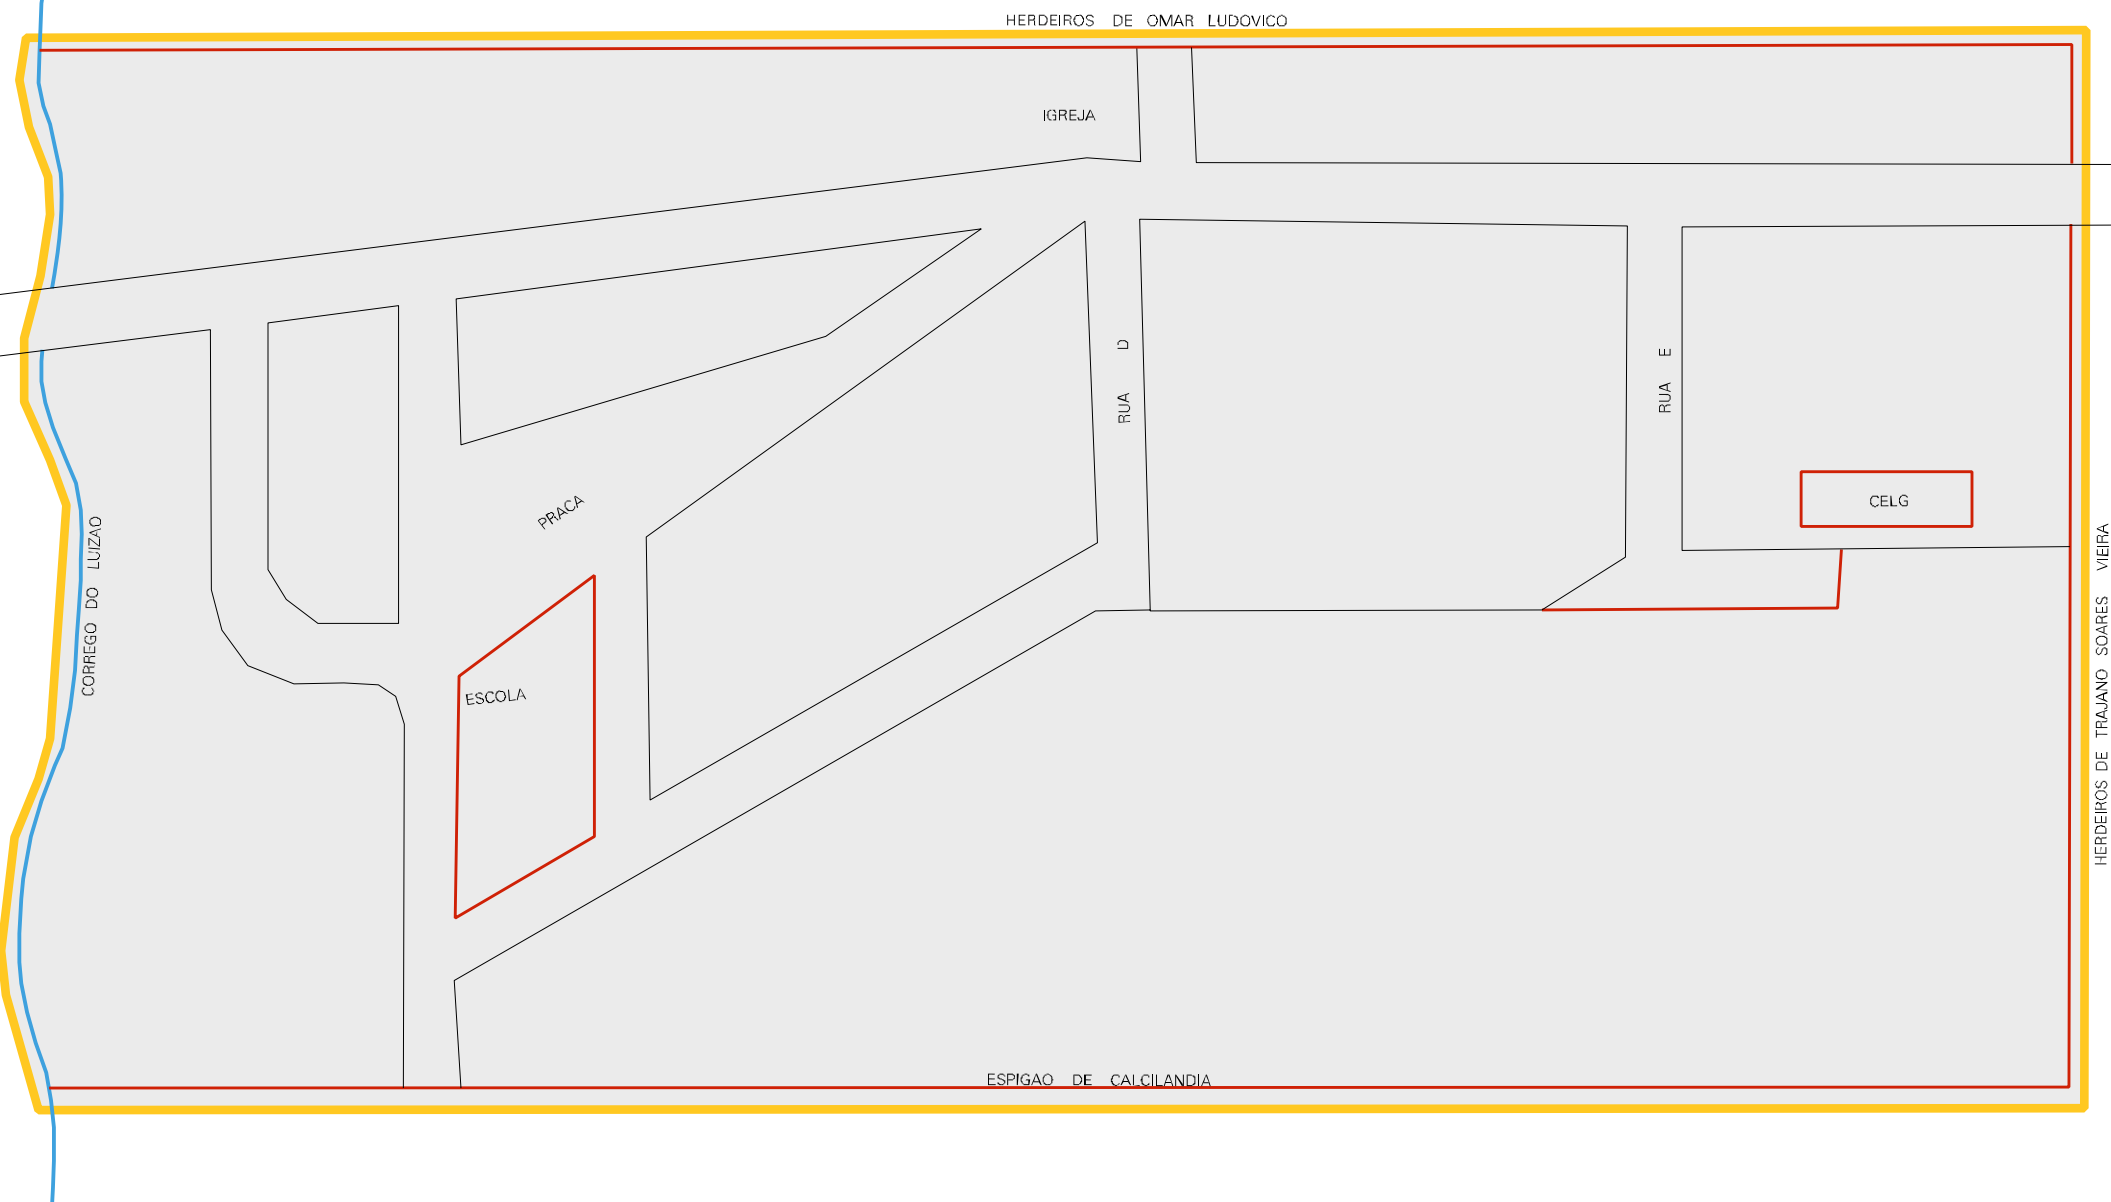 HERDEIROS DE OMAR LUDOVICO
IGREJA
RUA D
RUA E
PRACA
CELG
CORREGO DO LUIZAO
ESCOLA
HERDEIROS DE TRAJANO SOARES VIEIRA
ESPIGAO DE CALCILANDIA